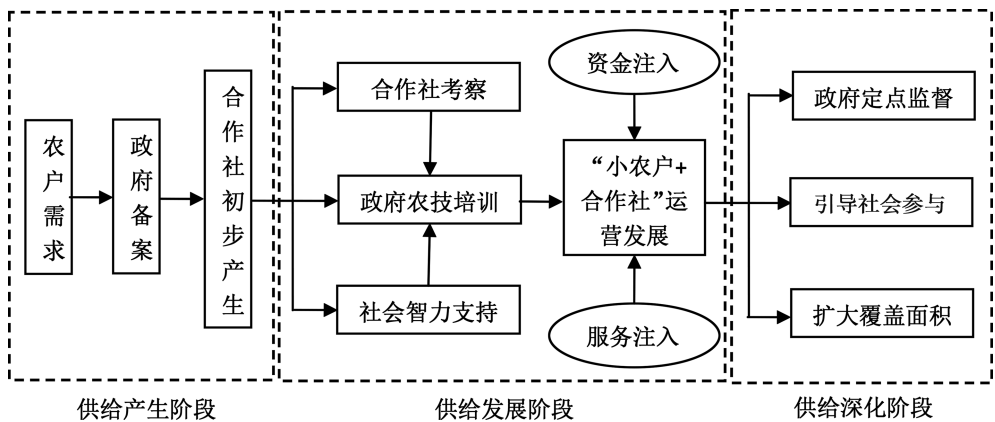 农户需求
政府备案
合作社初步产生
合作社考察
政府农技培训
社会智力支持
资金注入
“小农户+
合作社”运
营发展
服务注入
政府定点监督
引导社会参与
扩大覆盖面积
供给产生阶段
供给发展阶段
供给深化阶段